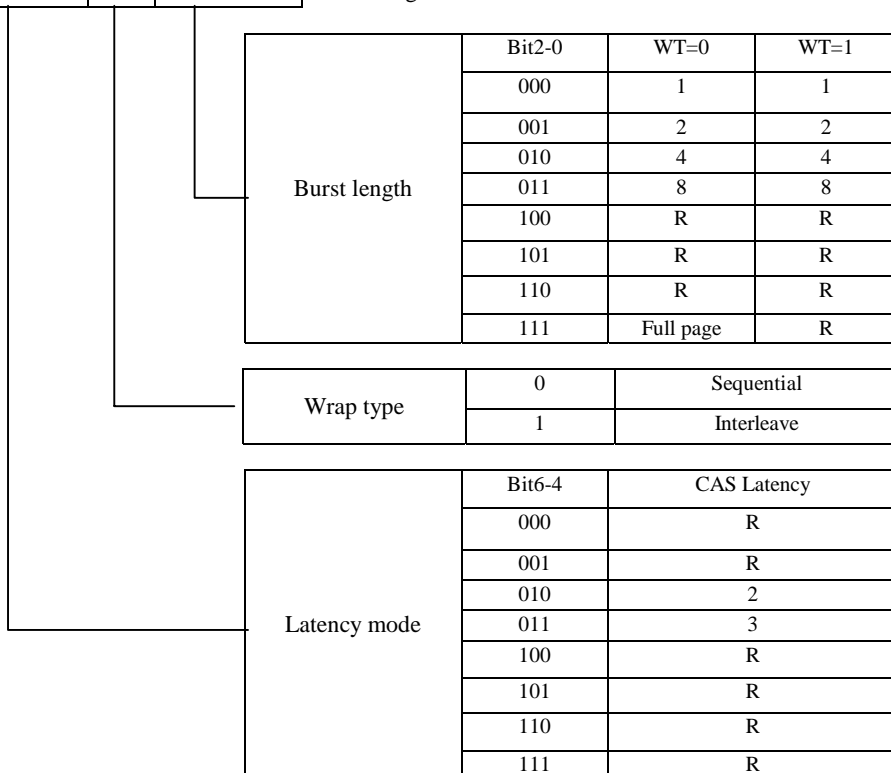 Bit2-0 WT=0 WT=1
000 1 1
001 2 2
010 4 4
Burst length 011 8 8
100 R R
101 R R
110 R R
111 Full page R
Wrap type 0 Sequential
1 Interleave
Bit6-4 CAS Latency
000 R
001 R
010 2
Latency mode 011 3
100 R
101 R
110 R
111 R